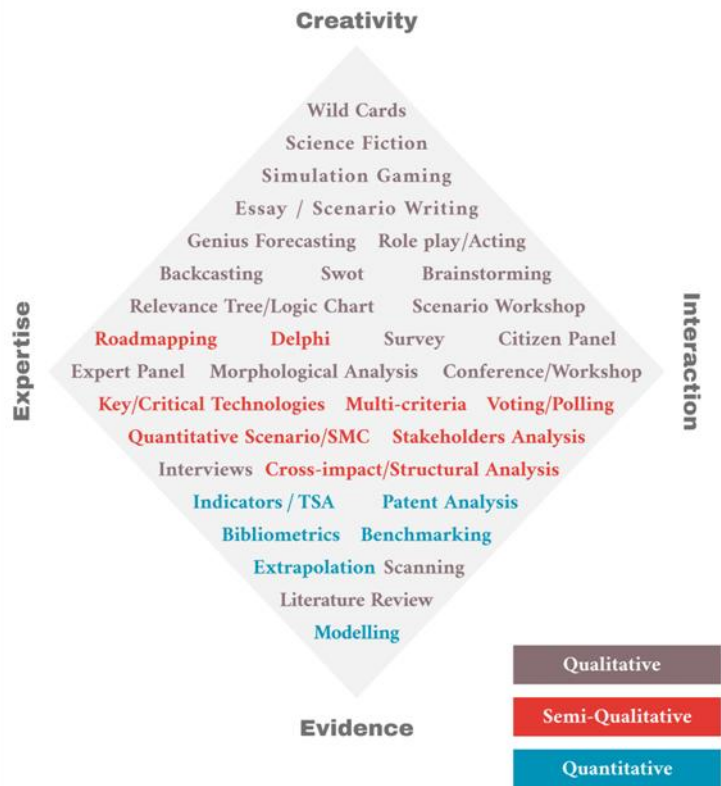 Creativity
Wild Cards
Science Fiction
Simulation Gaming
Essay / Scenario Writing
Genius Forecasting Role play/Acting
Backcasting Swot Brainstorming
Relevance Tree/Logic Chart Scenario Workshop
Roadmapping Delphi Survey Citizen Panel
Expert Panel Morphological Analysis Conference/Workshop
Key/Critical Technologies Multi-criteria Voting/Polling
Quantitative Scenario/SMC Stakeholders Analysis
Interviews Cross-impact/Structural Analysis
Indicators / TSA Patent Analysis
Bibliometrics Benchmarking
Extrapolation Scanning
Literature Review
Modelling
Expertise
Interaction
Evidence
Qualitative
Semi-Qualitative
Quantitative